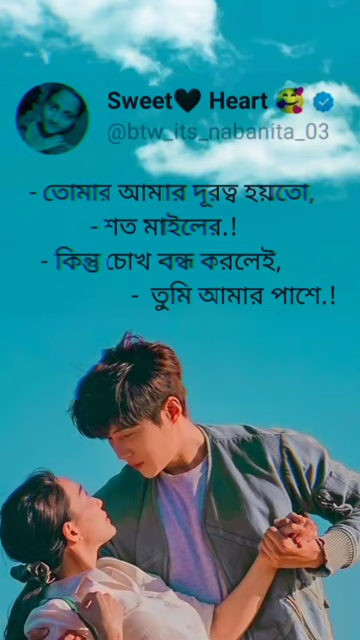 Sweet🖤 Heart 🥰
@btw_its_nabanita_03
- তোমার আমার দূরত্ব হয়তো,
- শত মাইলের.!
- কিন্তু চোখ বন্ধ করলেই,
- তুমি আমার পাশে.!